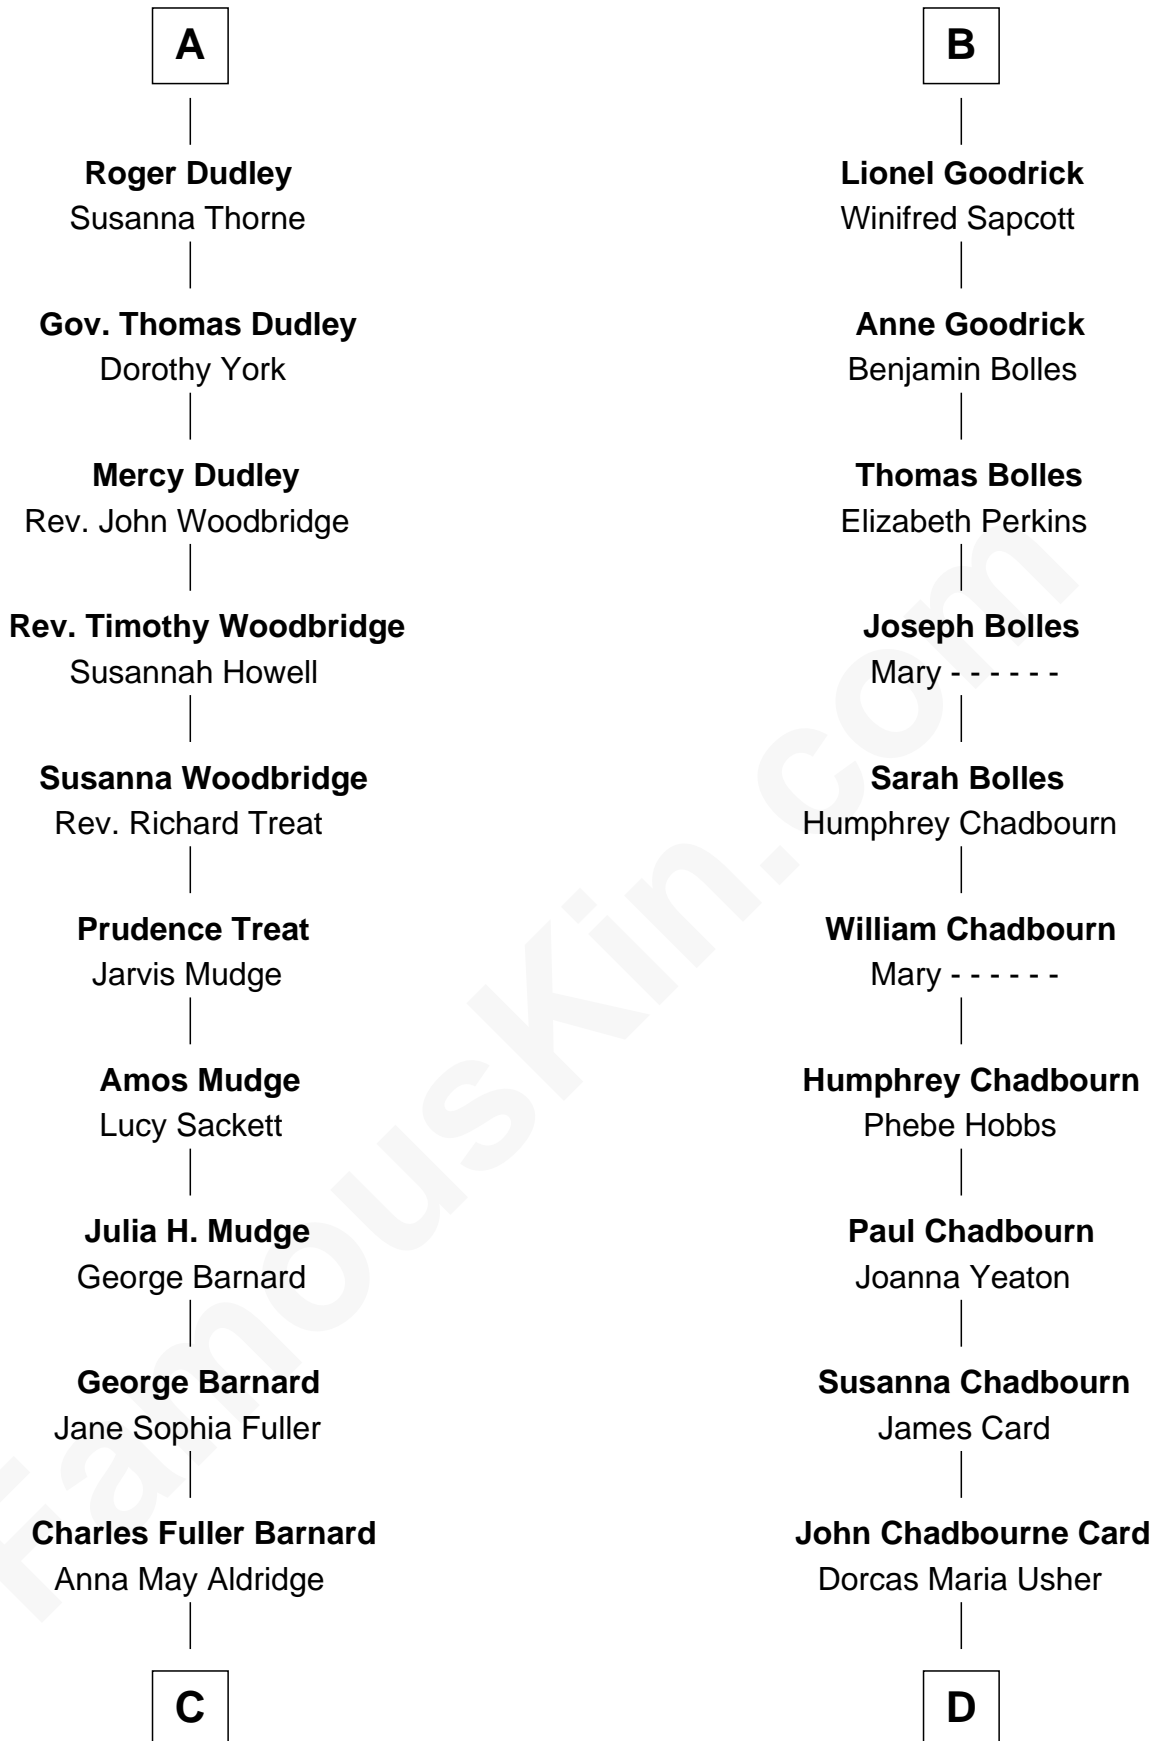 A
Roger Dudley
Susanna Thorne
Gov. Thomas Dudley
Dorothy York
Mercy Dudley
Rev. John Woodbridge
Rev. Timothy Woodbridge
Susannah Howell
Susanna Woodbridge
Rev. Richard Treat
Prudence Treat
Jarvis Mudge
Amos Mudge
Lucy Sackett
Julia H. Mudge
George Barnard
George Barnard
Jane Sophia Fuller
Charles Fuller Barnard
Anna May Aldridge
C
B
Lionel Goodrick
Winifred Sapcott
Anne Goodrick
Benjamin Bolles
Thomas Bolles
Elizabeth Perkins
Joseph Bolles
Mary - - - - - -
Sarah Bolles
Humphrey Chadbourn
William Chadbourn
Mary - - - - - -
Humphrey Chadbourn
Phebe Hobbs
Paul Chadbourn
Joanna Yeaton
Susanna Chadbourn
James Card
John Chadbourne Card
Dorcas Maria Usher
D
FamousKin.com